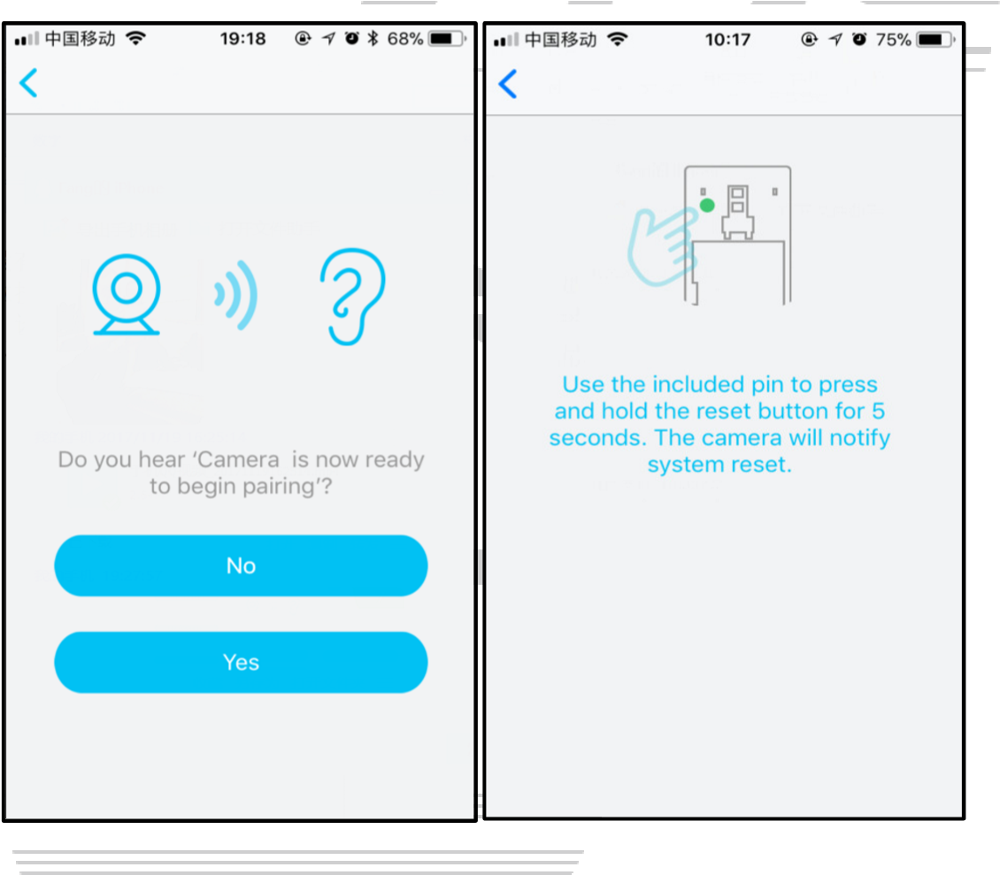 中国移动 19:18 68%
Do you hear ‘Camera  is now ready
to begin pairing’?
No
Yes
中国移动 10:17 75%
Use the included pin to press
and hold the reset button for 5
seconds. The camera will notify
system reset.